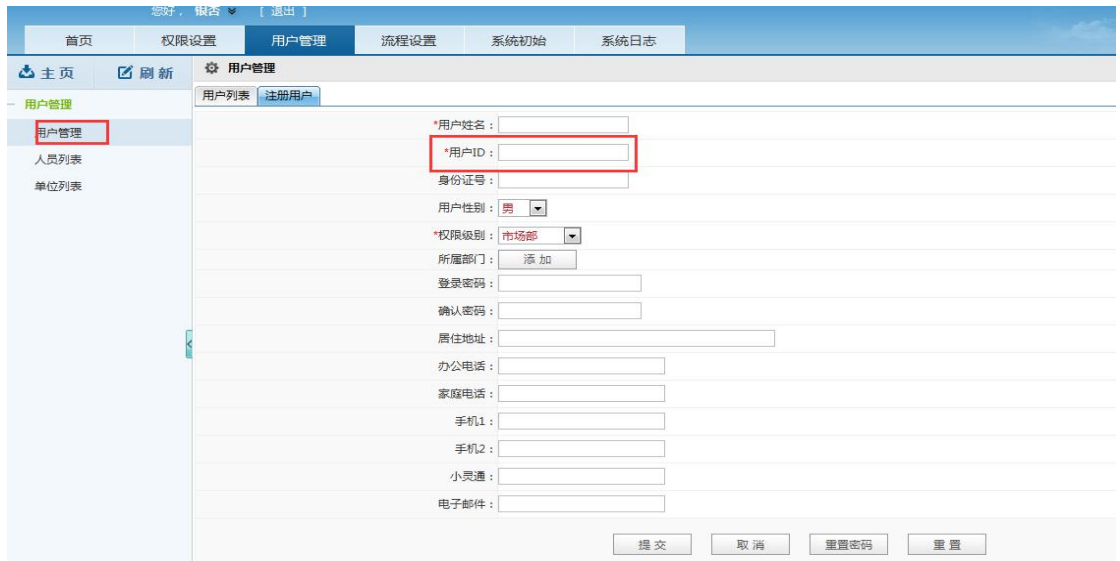 您好， 银杏 [ 退出 ]
首页 权限设置 用户管理 流程设置 系统初始 系统日志
主页 刷新 用户管理
用户列表 注册用户
用户管理
用户管理
人员列表
单位列表
*用户姓名：
*用户ID：
身份证号：
用户性别： 男
*权限级别： 市场部
所属部门： 添加
登录密码：
确认密码：
居住地址：
办公电话：
家庭电话：
手机1：
手机2：
小灵通：
电子邮件：
提交 取消 重置密码 重置